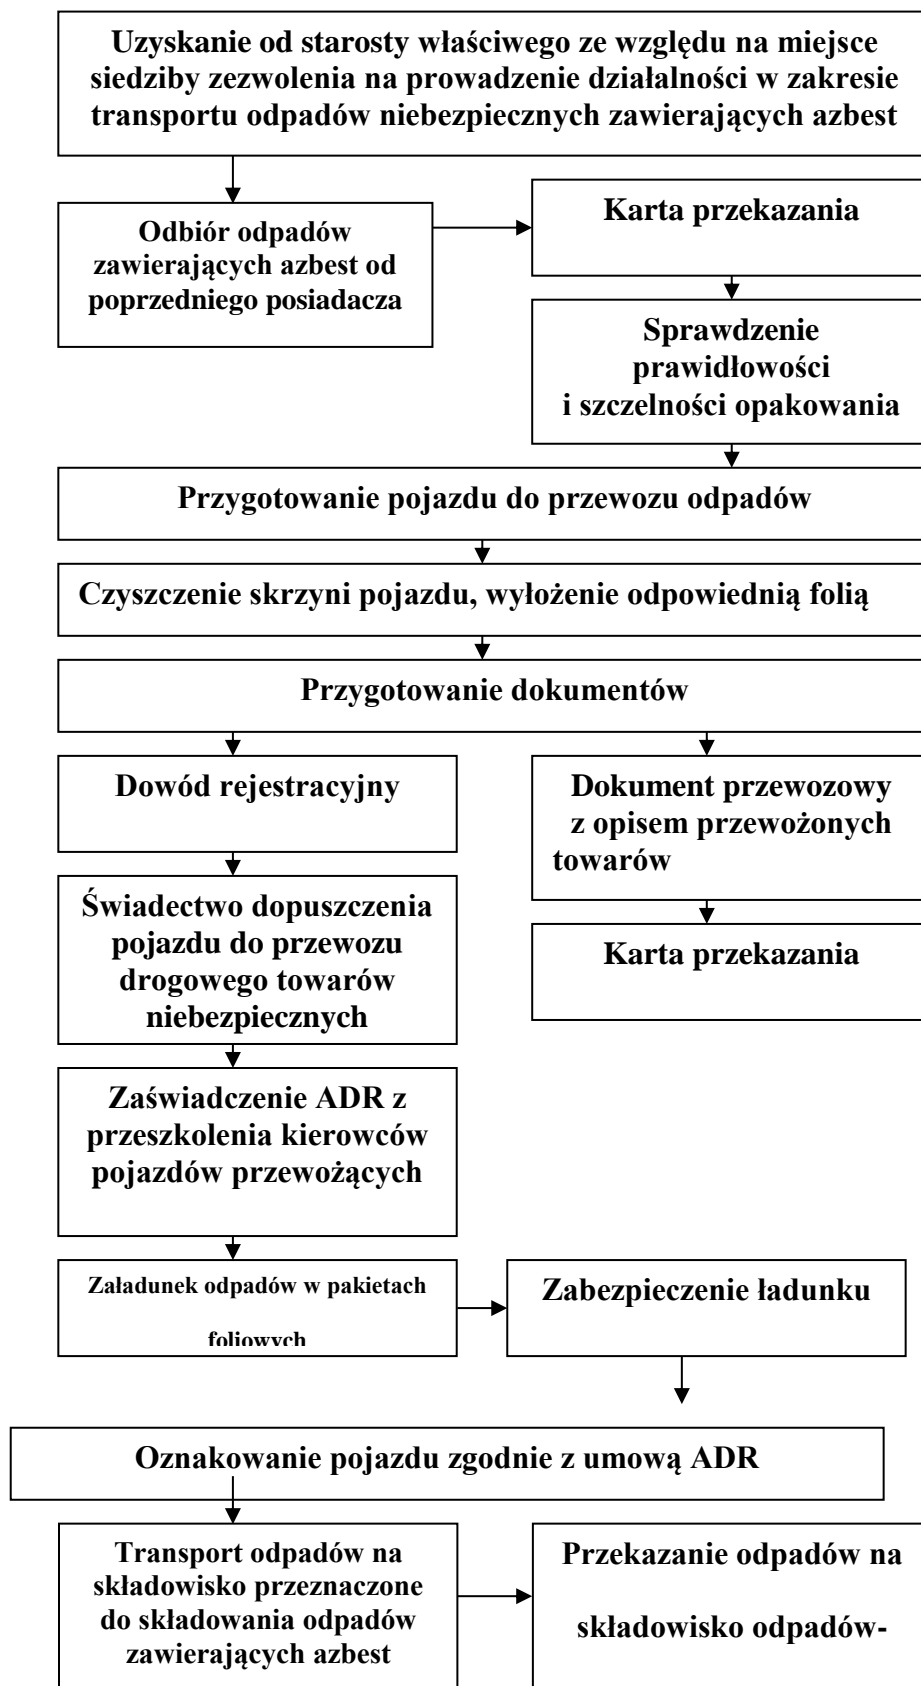 Uzyskanie od starosty właściwego ze względu na miejsce
siedziby zezwolenia na prowadzenie działalności w zakresie
transportu odpadów niebezpiecznych zawierających azbest
Odbiór odpadów
zawierających azbest od
poprzedniego posiadacza
Karta przekazania
Sprawdzenie
prawidłowości
i szczelności opakowania
Przygotowanie pojazdu do przewozu odpadów
Czyszczenie skrzyni pojazdu, wyłożenie odpowiednią folią
Przygotowanie dokumentów
Dowód rejestracyjny
Świadectwo dopuszczenia
pojazdu do przewozu
drogowego towarów
niebezpiecznych
Zaświadczenie ADR z
przeszkolenia kierowców
pojazdów przewożących
Dokument przewozowy
z opisem przewożonych
towarów
Karta przekazania
Załadunek odpadów w pakietach
foliowych
Zabezpieczenie ładunku
Oznakowanie pojazdu zgodnie z umową ADR
Transport odpadów na
składowisko przeznaczone
do składowania odpadów
zawierających azbest
Przekazanie odpadów na
składowisko odpadów-